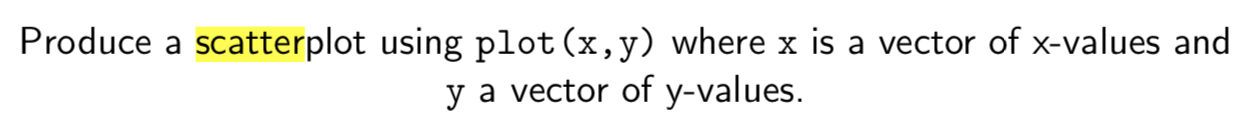 Produce a scatterplot using plot(x,y) where x is a vector of x-values and
y a vector of y-values.